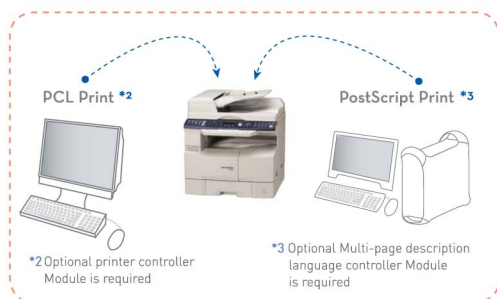 PCL Print *2
PostScript Print *3
*2 Optional printer controller
Module is required
*3 Optional Multi-page description
language controller Module
is required